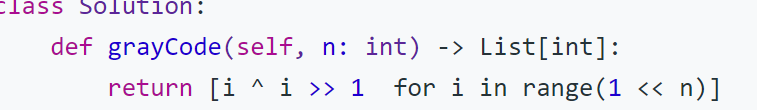 class Solution:
def grayCode(self, n: int) -> List[int]:
return [i ^ i >> 1  for i in range(1 << n)]